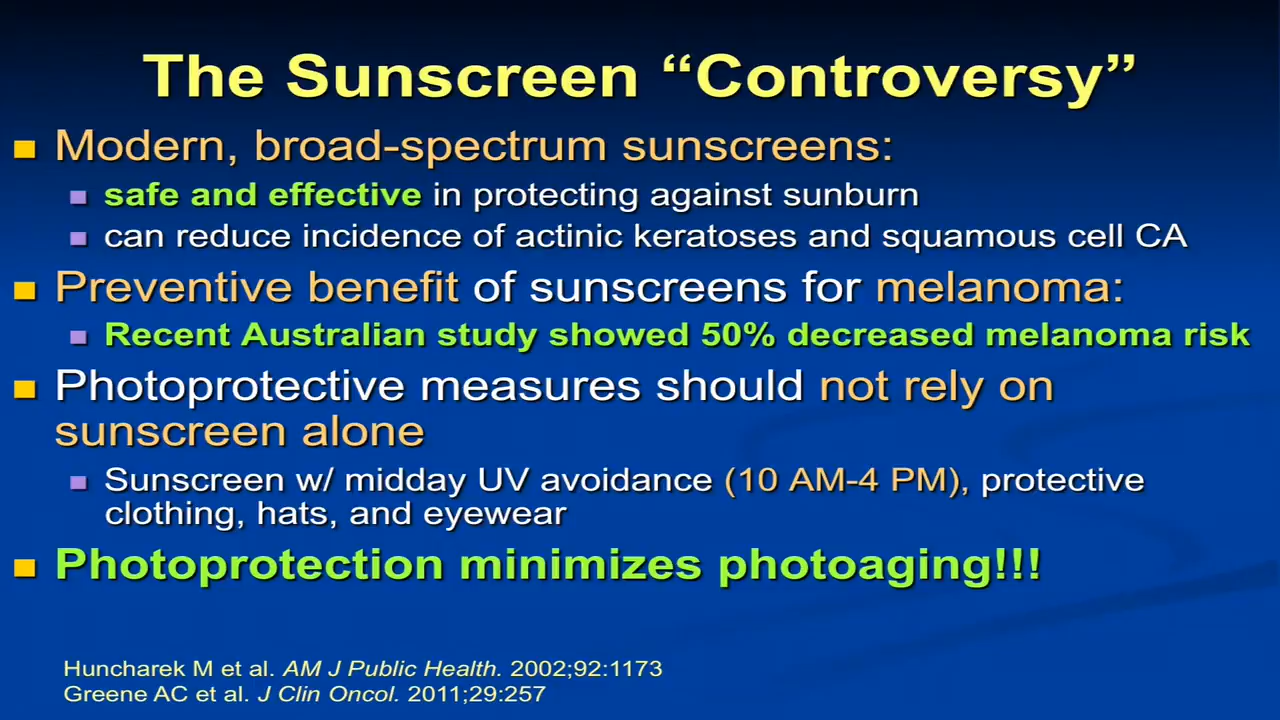 The Sunscreen “Controversy”
Modern, broad-spectrum sunscreens:
safe and effective in protecting against sunburn
can reduce incidence of actinic keratoses and squamous cell CA
Preventive benefit of sunscreens for melanoma:
Recent Australian study showed 50% decreased melanoma risk
Photoprotective measures should not rely on
sunscreen alone
Sunscreen w/ midday UV avoidance (10 AM-4 PM), protective
clothing, hats, and eyewear
Photoprotection minimizes photoaging!!!
Huncharek M et al. AM J Public Health. 2002;92:1173
Greene AC et al. J Clin Oncol. 2011;29:257